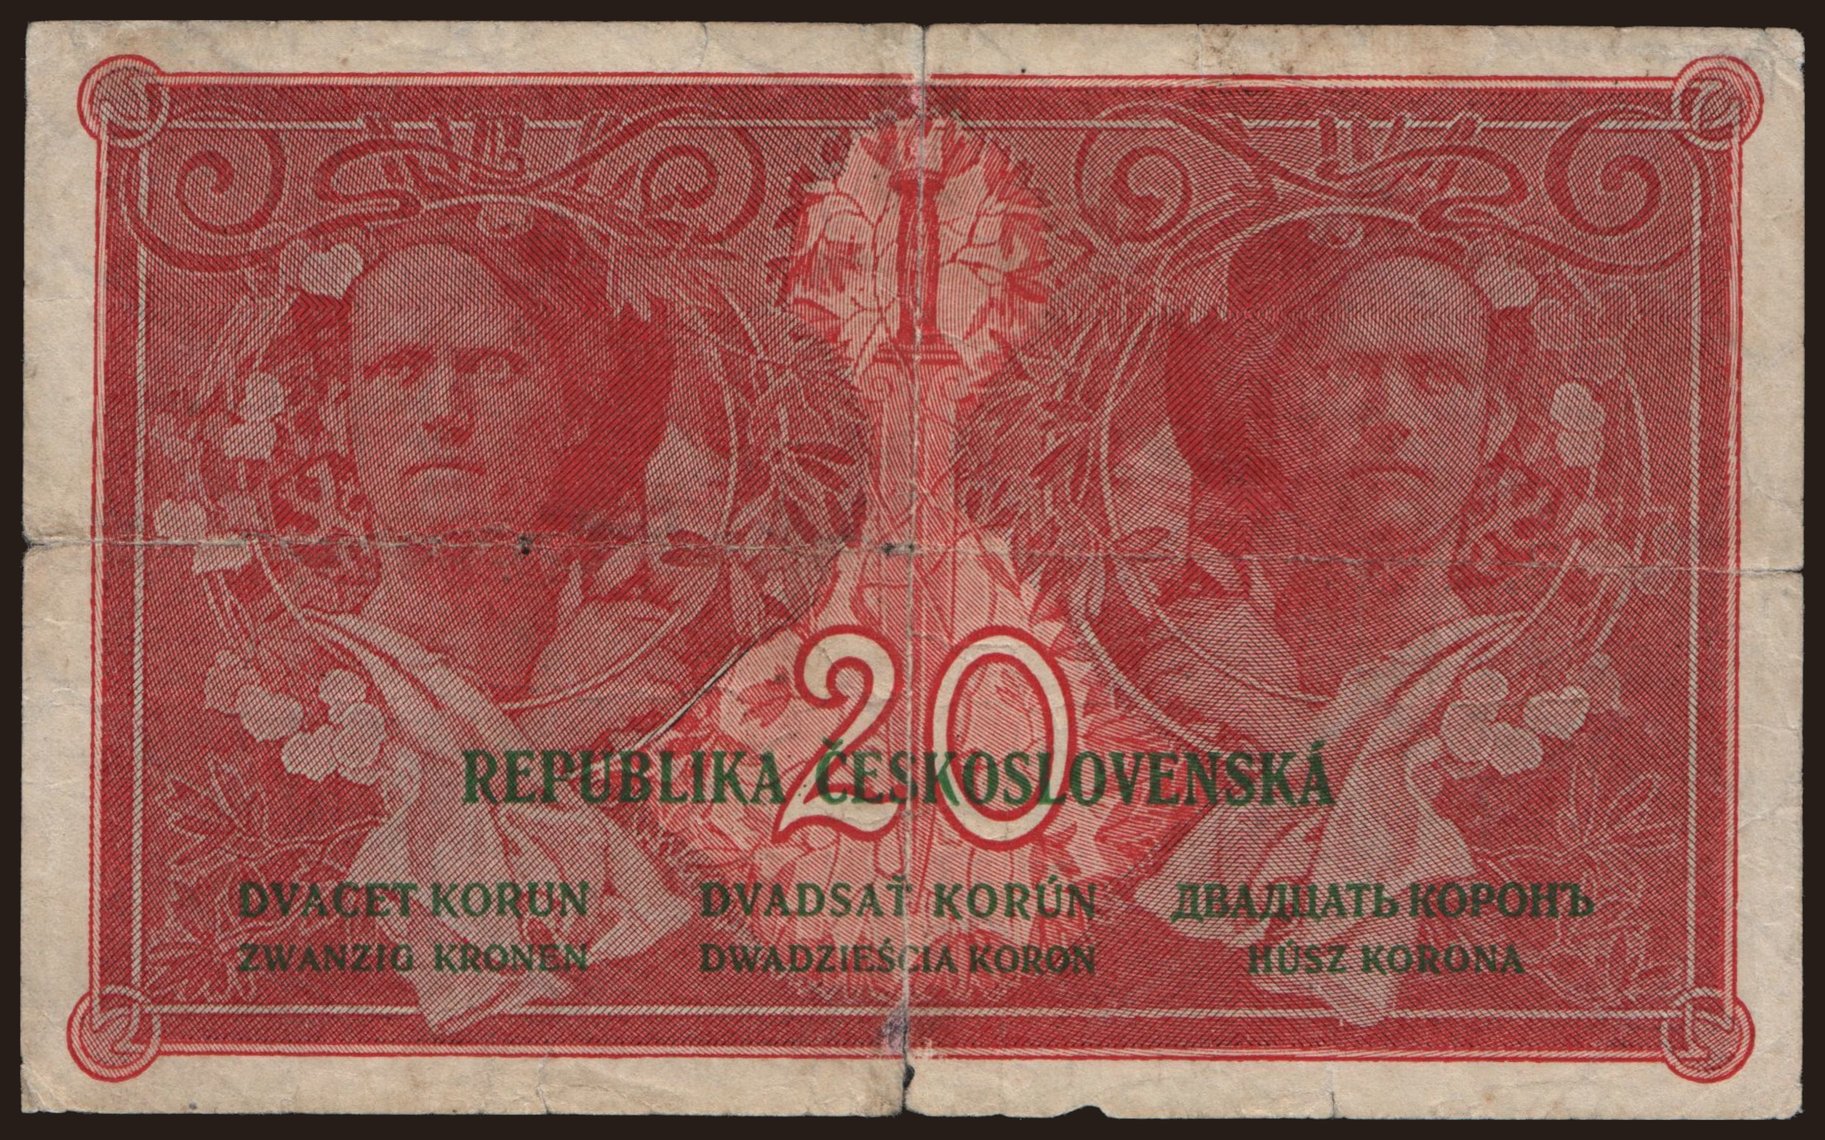 20
REPUBLIKA ČESKOSLOVENSKÁ
DVACET KORUN DVADSAŤ KORÚN ДВАДЦАТЬ КОРОНЪ
ZWANZIG KRONEN DWADZIEŚCIA KORON HÚSZ KORONA